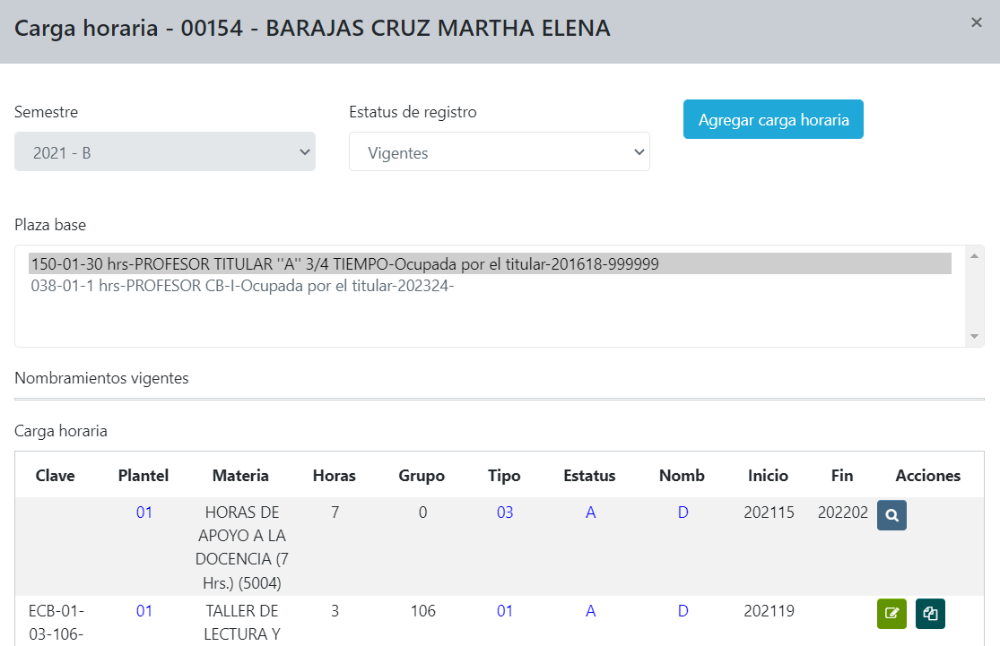 Carga horaria - 00154 - BARAJAS CRUZ MARTHA ELENA
×
Semestre
Estatus de registro
2021 - B
Vigentes
Agregar carga horaria
Plaza base
150-01-30 hrs-PROFESOR TITULAR ''A'' 3/4 TIEMPO-Ocupada por el titular-201618-999999
038-01-1 hrs-PROFESOR CB-I-Ocupada por el titular-202324-
Nombramientos vigentes
Carga horaria
Clave Plantel Materia Horas Grupo Tipo Estatus Nomb Inicio Fin Acciones
01 HORAS DE 7 0 03 A D 202115 202202
APOYO A LA
DOCENCIA (7
Hrs.) (5004)
ECB-01- 01 TALLER DE 3 106 01 A D 202119
03-106- LECTURA Y